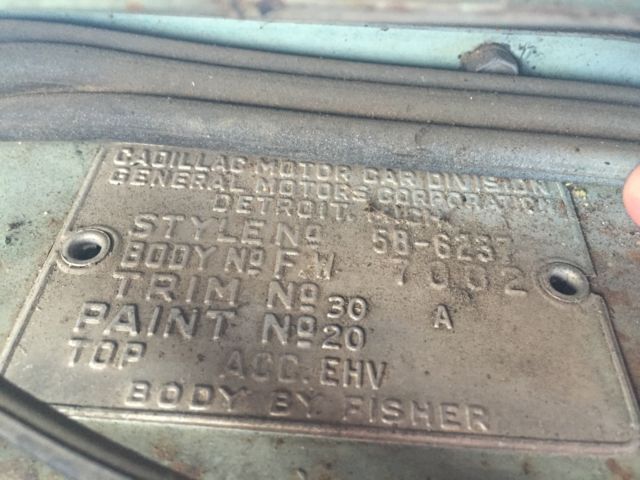 CADILLAC MOTOR CAR DIVISION
GENERAL MOTORS CORPORATION
DETROIT, MICH.
STYLE NO 58-6237
BODY NO F.W 7002
TRIM NO 30 A
PAINT NO 20
TOP ACC. EHV
BODY BY FISHER